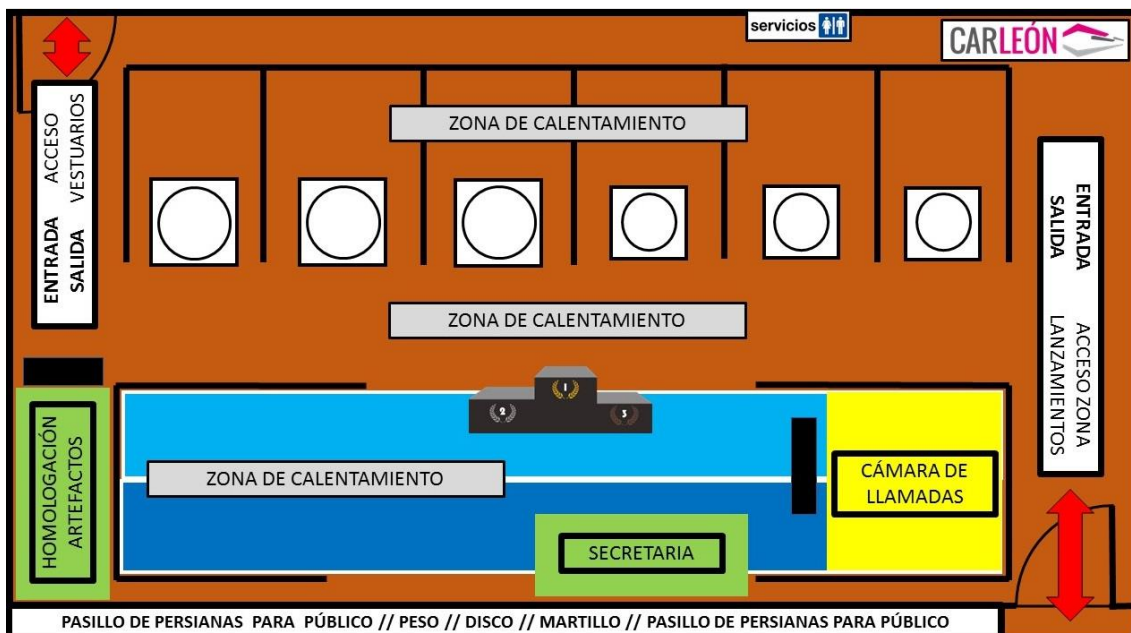 servicios
CARLEÓN
ZONA DE CALENTAMIENTO
ENTRADA ACCESO
SALIDA VESTUARIOS
ENTRADA ACCESO ZONA
SALIDA LANZAMIENTOS
ZONA DE CALENTAMIENTO
1
2
3
HOMOLOGACIÓN
ARTEFACTOS
ZONA DE CALENTAMIENTO
CÁMARA DE
LLAMADAS
SECRETARIA
PASILLO DE PERSIANAS PARA PÚBLICO // PESO // DISCO // MARTILLO // PASILLO DE PERSIANAS PARA PÚBLICO